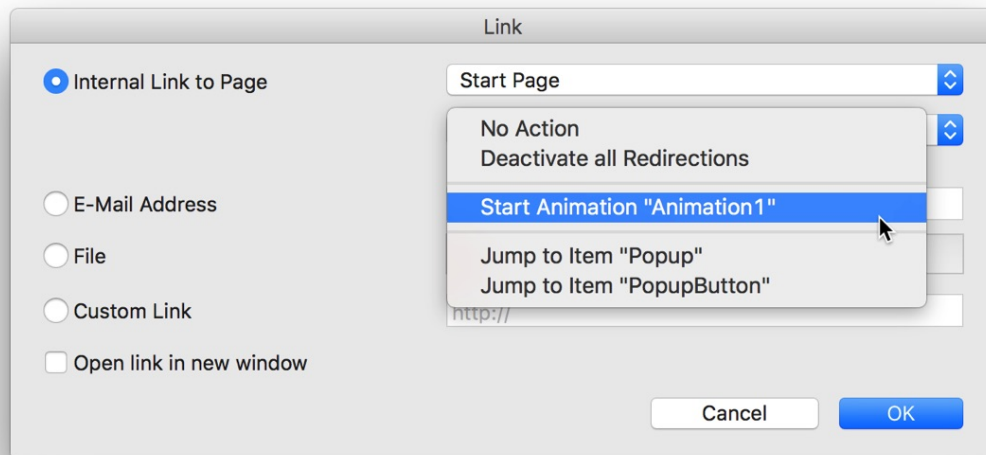 Link
Internal Link to Page
Start Page
No Action
Deactivate all Redirections
E-Mail Address
Start Animation "Animation1"
File
Jump to Item "Popup"
Jump to Item "PopupButton"
Custom Link
http://
Open link in new window
Cancel
OK